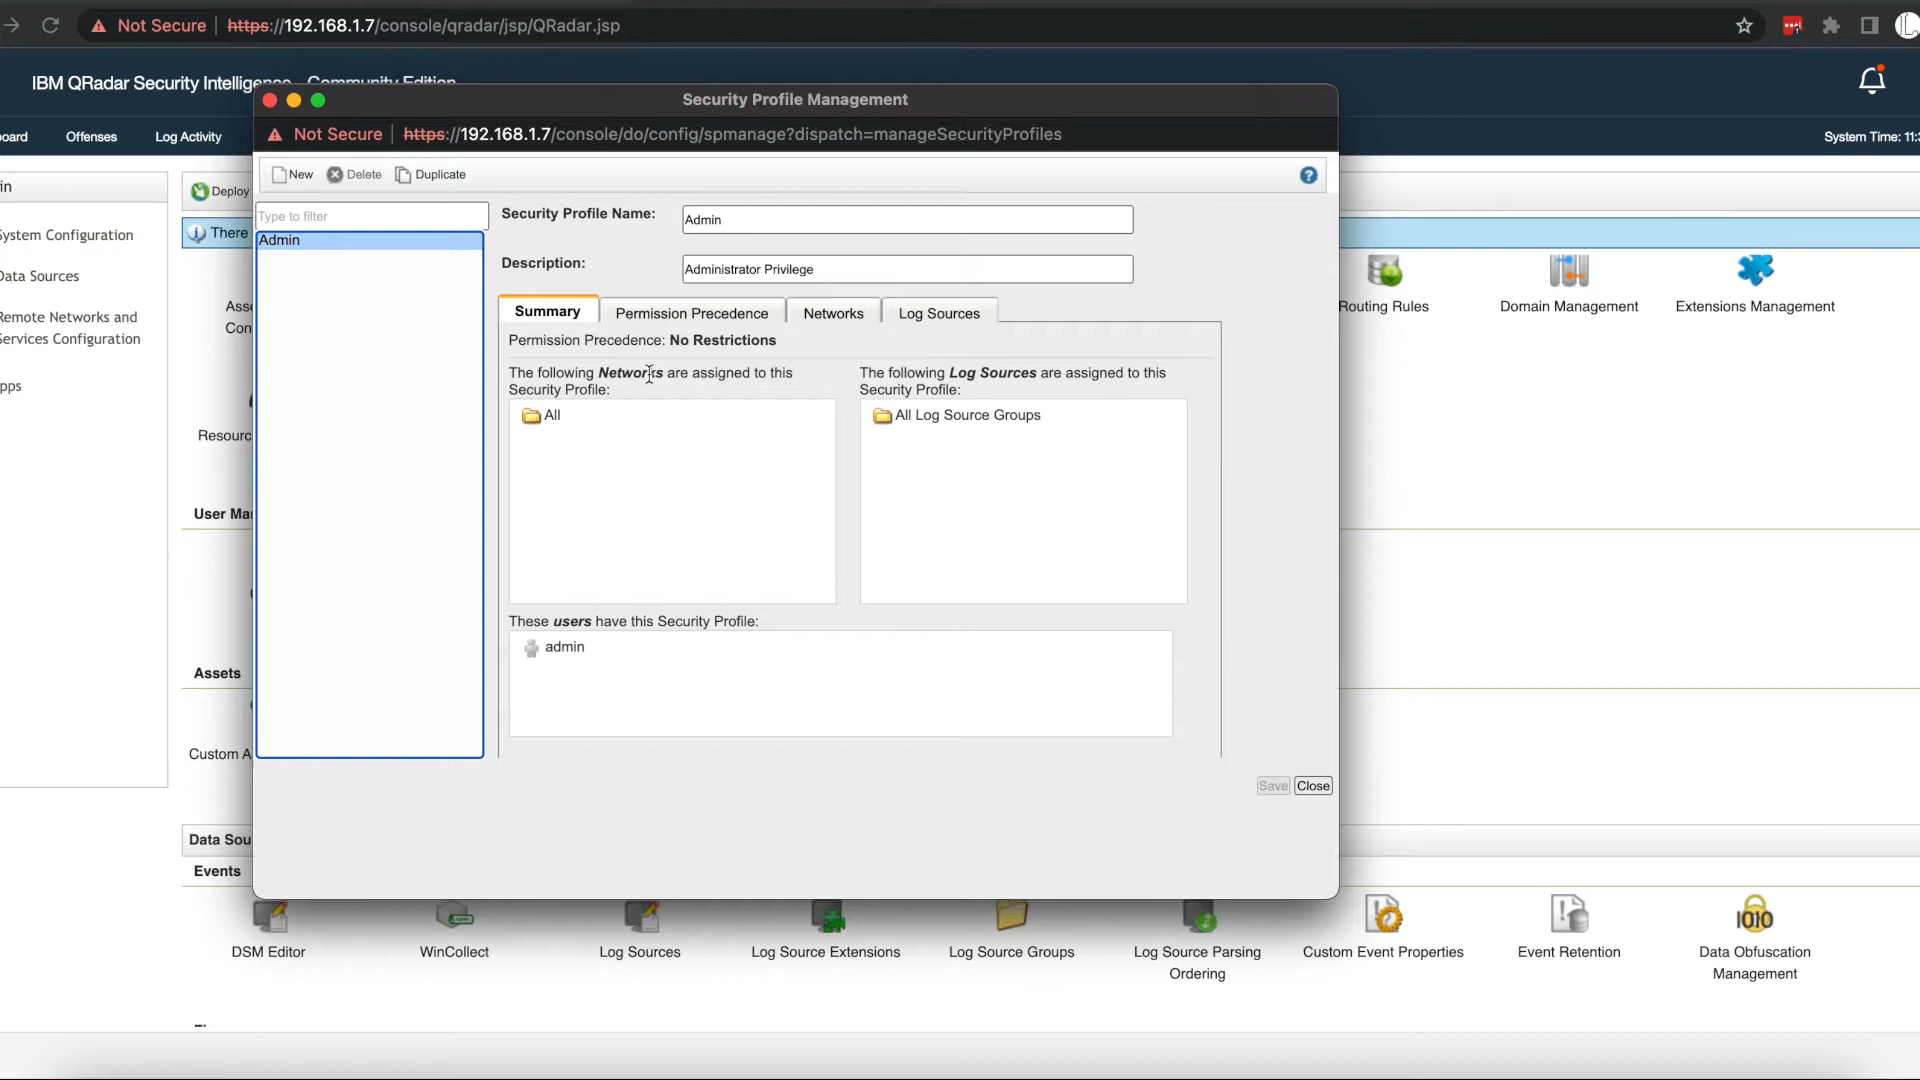 Not Secure https://192.168.1.7/console/qradar/jsp/QRadar.jsp
IBM QRadar Security Intelligence Community Edition
Security Profile Management
Not Secure https://192.168.1.7/console/do/config/spmanage?dispatch=manageSecurityProfiles
oard Offenses Log Activity System Time: 11:3
New Delete Duplicate
in
Deploy
Type to filter
Security Profile Name: Admin
There
Admin
System Configuration
Description: Administrator Privilege
Data Sources
Asse
Con
Routing Rules Domain Management Extensions Management
Remote Networks and
Services Configuration
Summary Permission Precedence Networks Log Sources
Permission Precedence: No Restrictions
The following Networks are assigned to this
Security Profile:
The following Log Sources are assigned to this
Security Profile:
pps
All
All Log Source Groups
Resourc
User Mar
These users have this Security Profile:
admin
Assets
Custom A
Save Close
Data Sou
Events
1010
DSM Editor WinCollect Log Sources Log Source Extensions Log Source Groups Log Source Parsing
Ordering
Custom Event Properties Event Retention Data Obfuscation
Management